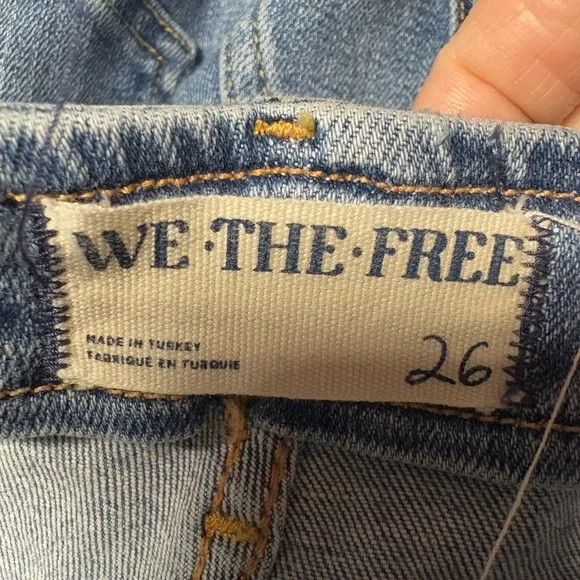 WE·THE·FREE
MADE IN TURKEY
FABRIQUE EN TURQUIE
26